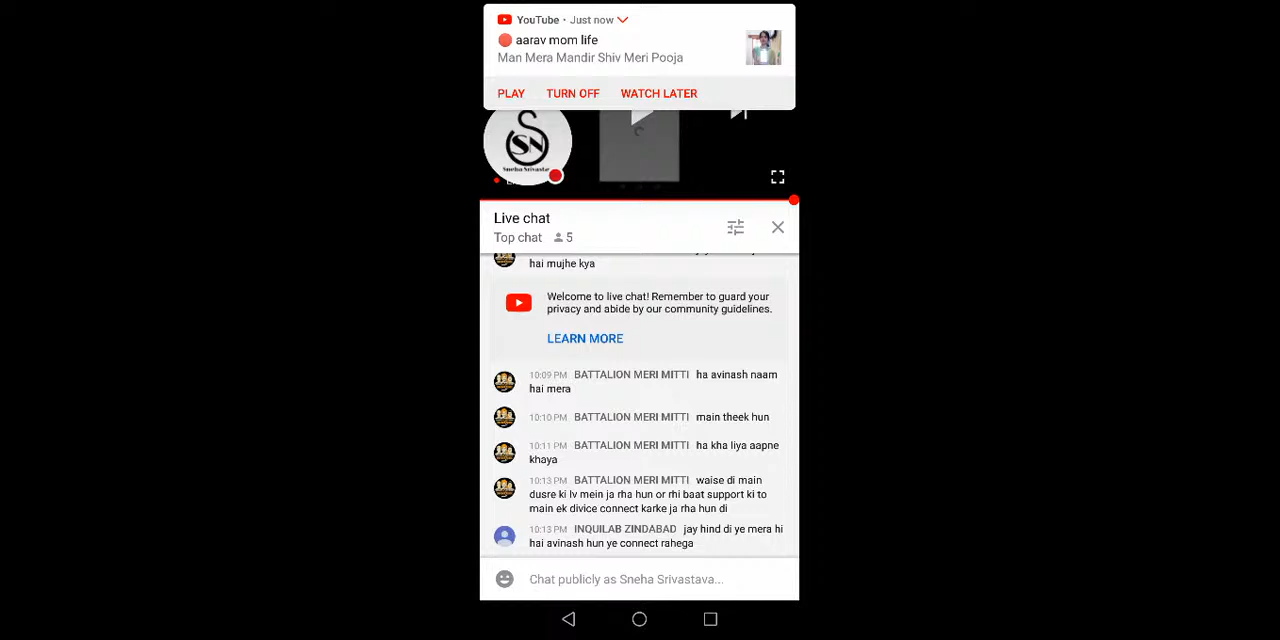 YouTube • Just now
aarav mom life
Man Mera Mandir Shiv Meri Pooja
PLAY TURN OFF WATCH LATER
SN
Sneha Srivasta
Live chat
Top chat 5
hai mujhe kya
Welcome to live chat! Remember to guard your
privacy and abide by our community guidelines.
LEARN MORE
10:09 PM BATTALION MERI MITTI ha avinash naam
hai mera
10:10 PM BATTALION MERI MITTI main theek hun
10:11 PM BATTALION MERI MITTI ha kha liya aapne
khaya
10:13 PM BATTALION MERI MITTI waise di main
dusre ki lv mein ja rha hun or rhi baat support ki to
main ek divice connect karke ja rha hun di
10:13 PM INQUILAB ZINDABAD jay hind di ye mera hi
hai avinash hun ye connect rahega
Chat publicly as Sneha Srivastava...